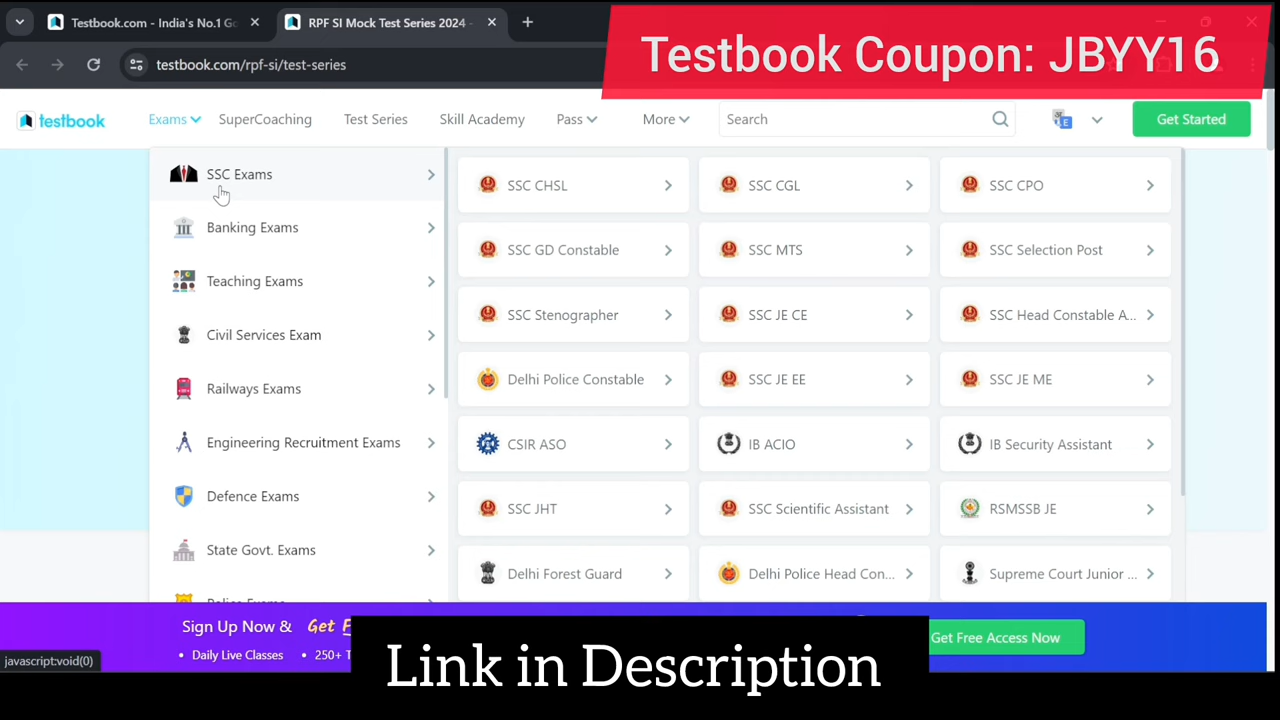 Testbook.com - India's No.1 Go
RPF SI Mock Test Series 2024 -
Testbook Coupon: JBYY16
testbook.com/rpf-si/test-series
testbook
Exams
SuperCoaching
Test Series
Skill Academy
Pass
More
Search
E
Get Started
SSC Exams
Banking Exams
Teaching Exams
Civil Services Exam
Railways Exams
Engineering Recruitment Exams
Defence Exams
State Govt. Exams
Police Exams
SSC CHSL
SSC CGL
SSC CPO
SSC GD Constable
SSC MTS
SSC Selection Post
SSC Stenographer
SSC JE CE
SSC Head Constable A...
Delhi Police Constable
SSC JE EE
SSC JE ME
CSIR ASO
IB ACIO
IB Security Assistant
SSC JHT
SSC Scientific Assistant
RSMSSB JE
Delhi Forest Guard
Delhi Police Head Con...
Supreme Court Junior ...
Sign Up Now & Get F
• Daily Live Classes • 250+ T
Get Free Access Now
javascript:void(0)
Link in Description